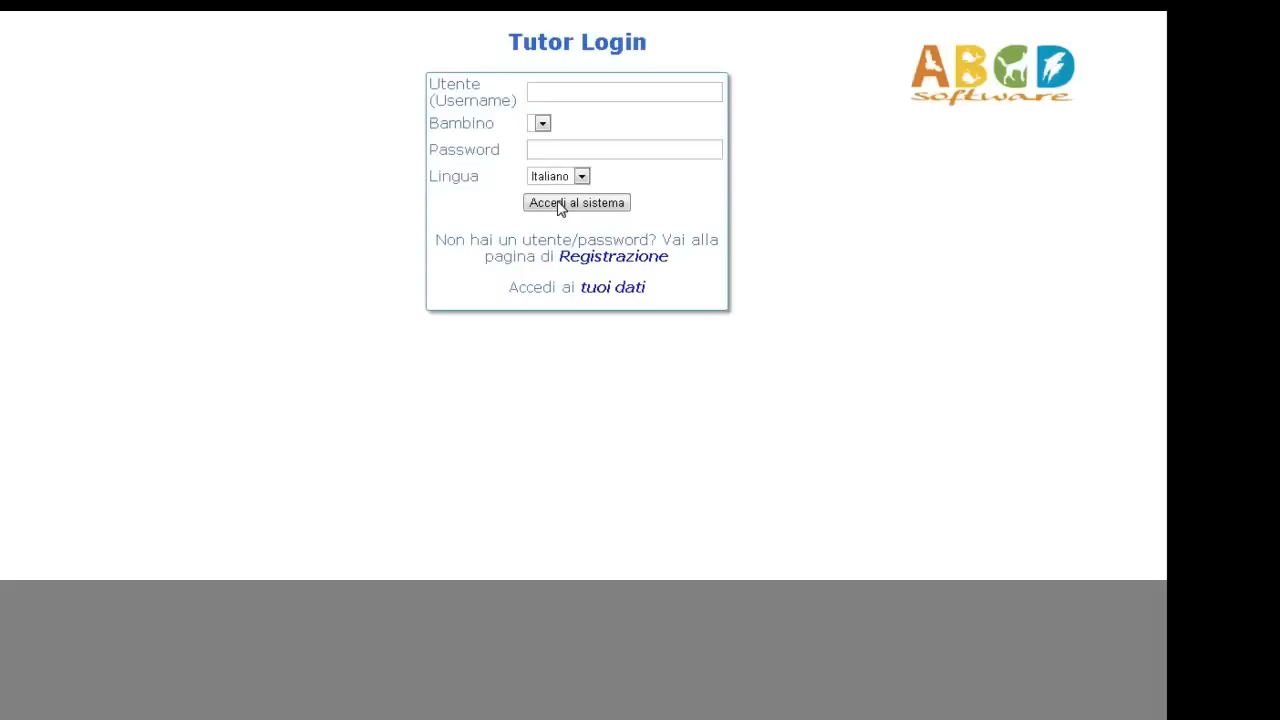 Tutor Login
ABCD
software
Utente
(Username)
Bambino
Password
Lingua
Italiano
Accedi al sistema
Non hai un utente/password? Vai alla
pagina di Registrazione
Accedi ai tuoi dati